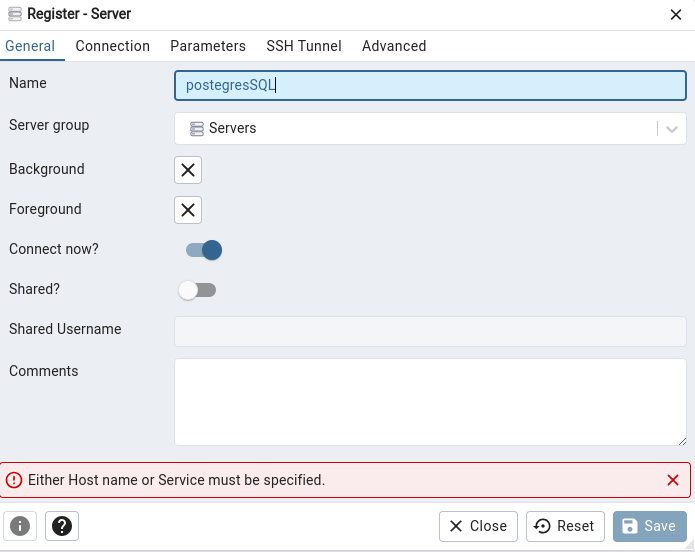 Register - Server
General Connection Parameters SSH Tunnel Advanced
Name postegresSQL
Server group Servers
Background
Foreground
Connect now?
Shared?
Shared Username
Comments
Either Host name or Service must be specified.
Close Reset Save